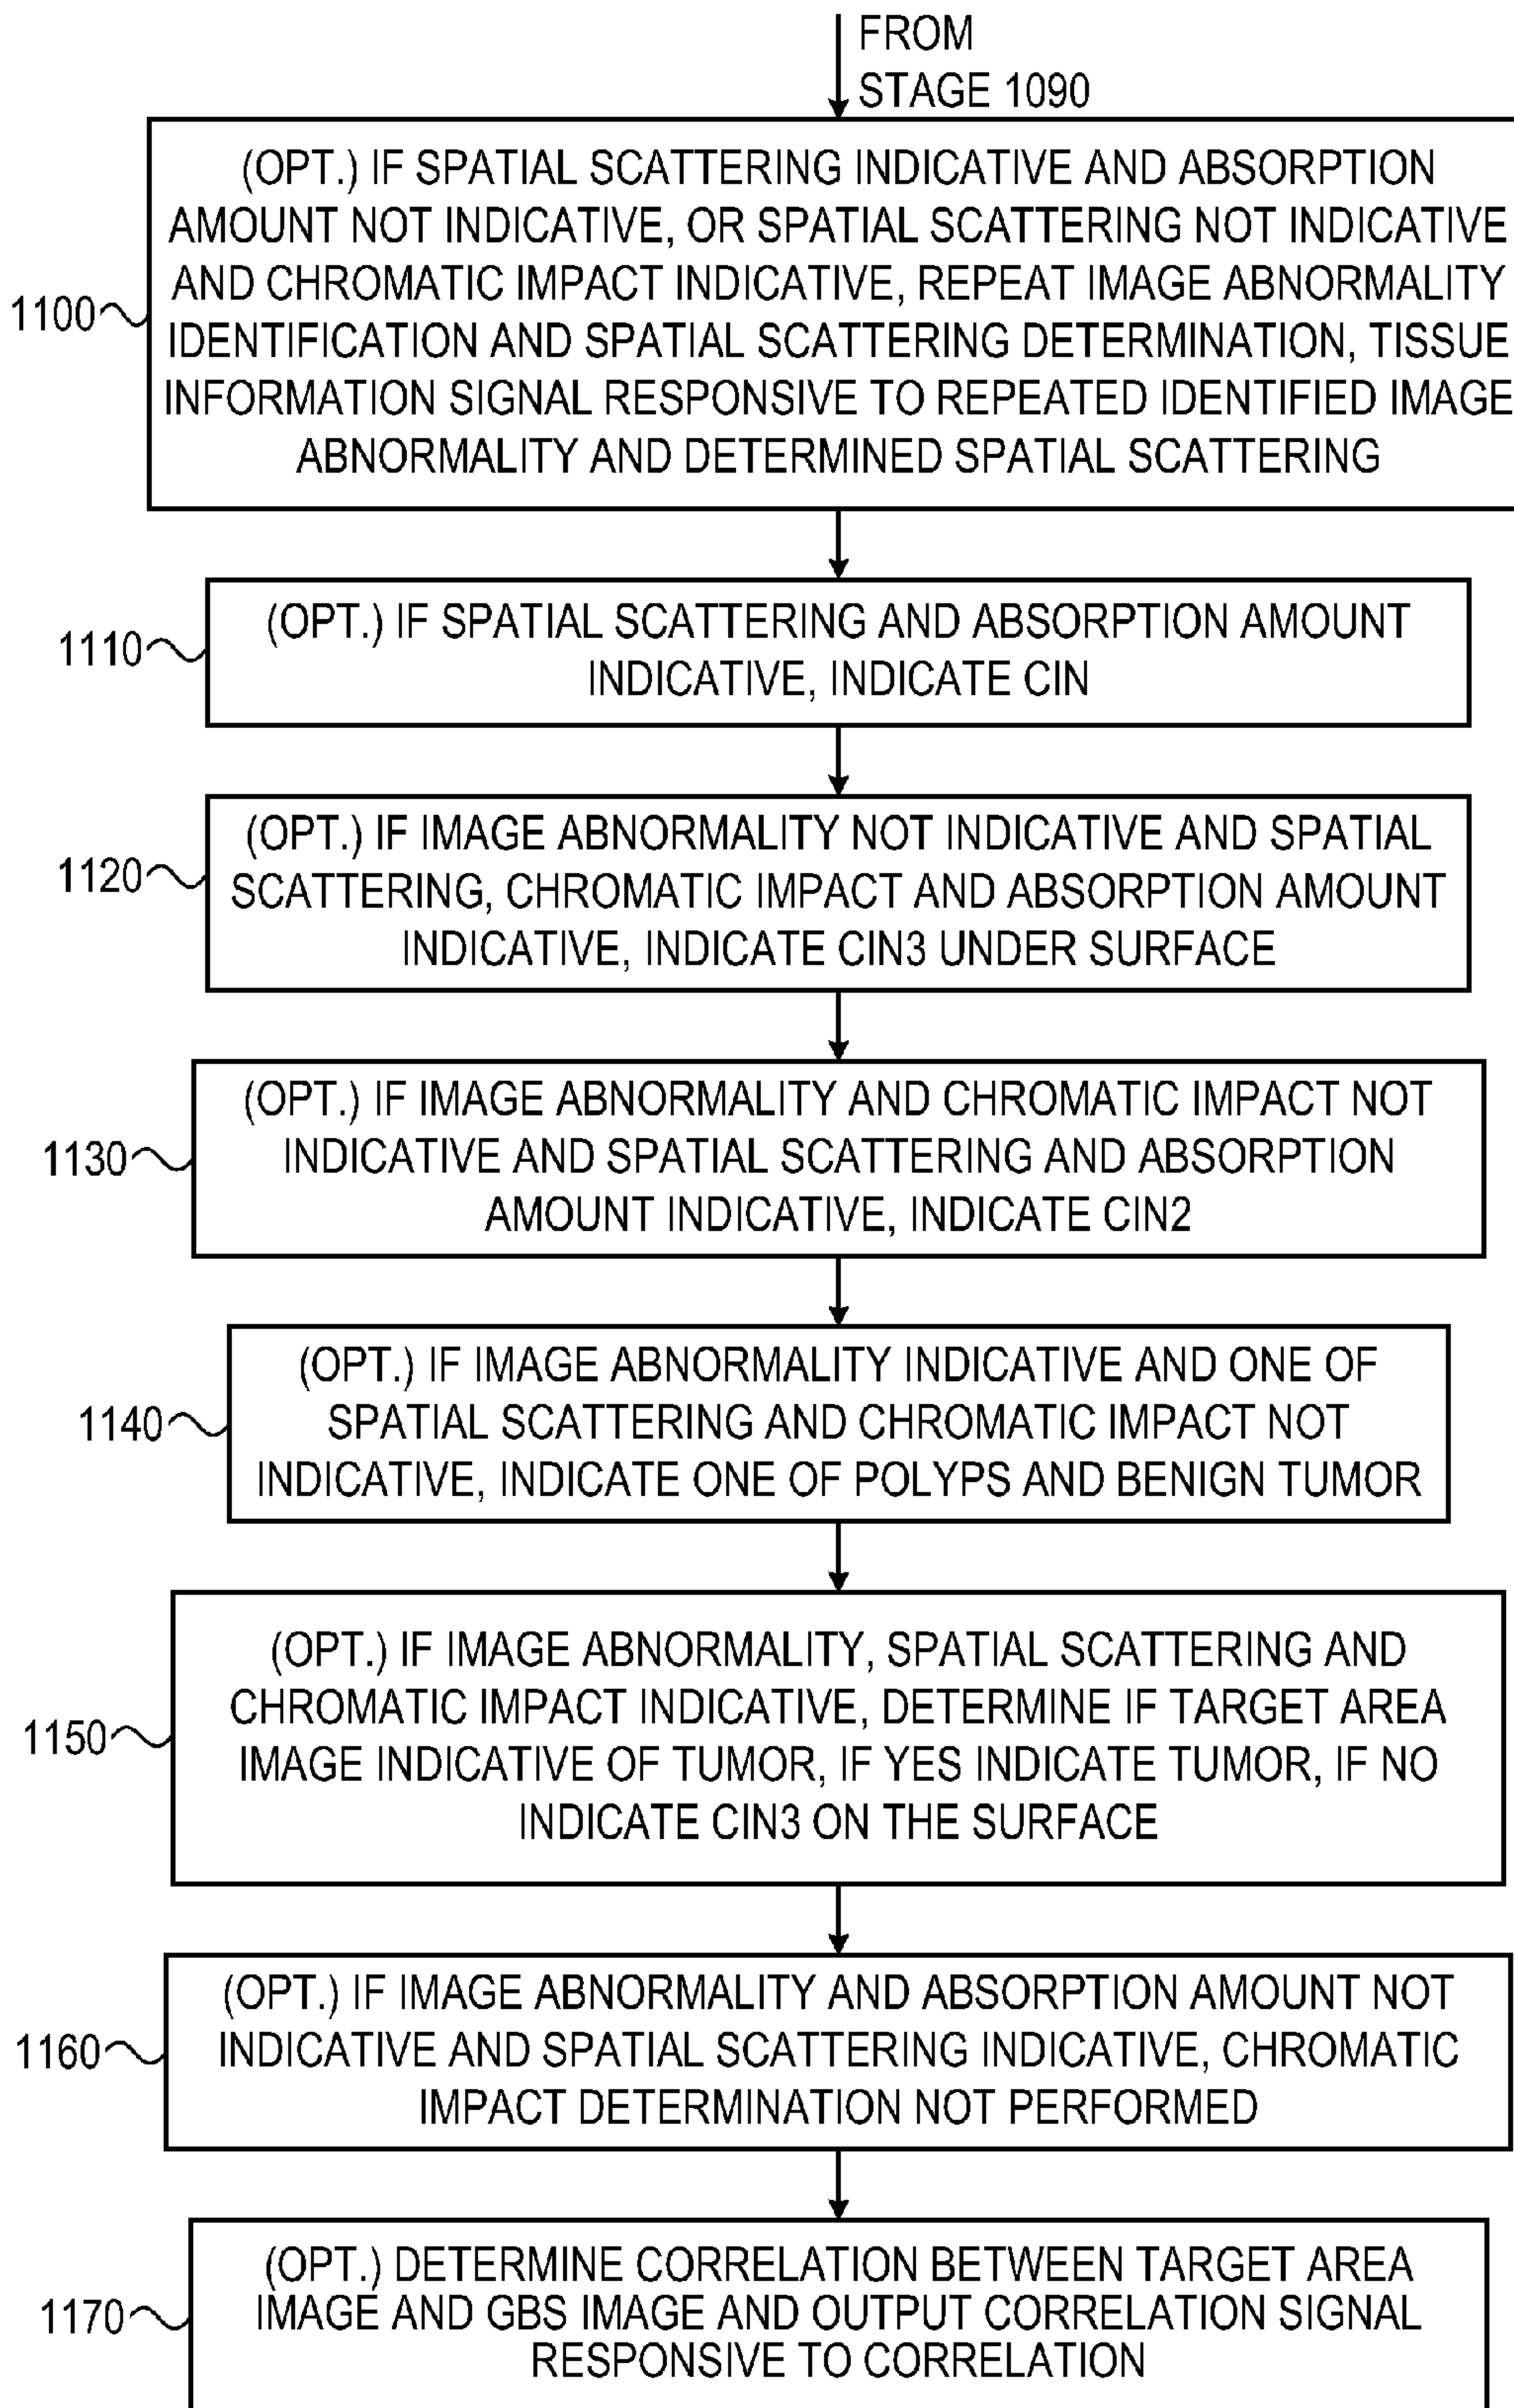 FROM
STAGE 1090
(OPT.) IF SPATIAL SCATTERING INDICATIVE AND ABSORPTION
AMOUNT NOT INDICATIVE, OR SPATIAL SCATTERING NOT INDICATIVE
AND CHROMATIC IMPACT INDICATIVE, REPEAT IMAGE ABNORMALITY
IDENTIFICATION AND SPATIAL SCATTERING DETERMINATION, TISSUE
INFORMATION SIGNAL RESPONSIVE TO REPEATED IDENTIFIED IMAGE
ABNORMALITY AND DETERMINED SPATIAL SCATTERING
1100
(OPT.) IF SPATIAL SCATTERING AND ABSORPTION AMOUNT
INDICATIVE, INDICATE CIN
1110
(OPT.) IF IMAGE ABNORMALITY NOT INDICATIVE AND SPATIAL
SCATTERING, CHROMATIC IMPACT AND ABSORPTION AMOUNT
INDICATIVE, INDICATE CIN3 UNDER SURFACE
1120
(OPT.) IF IMAGE ABNORMALITY AND CHROMATIC IMPACT NOT
INDICATIVE AND SPATIAL SCATTERING AND ABSORPTION
AMOUNT INDICATIVE, INDICATE CIN2
1130
(OPT.) IF IMAGE ABNORMALITY INDICATIVE AND ONE OF
SPATIAL SCATTERING AND CHROMATIC IMPACT NOT
INDICATIVE, INDICATE ONE OF POLYPS AND BENIGN TUMOR
1140
(OPT.) IF IMAGE ABNORMALITY, SPATIAL SCATTERING AND
CHROMATIC IMPACT INDICATIVE, DETERMINE IF TARGET AREA
IMAGE INDICATIVE OF TUMOR, IF YES INDICATE TUMOR, IF NO
INDICATE CIN3 ON THE SURFACE
1150
(OPT.) IF IMAGE ABNORMALITY AND ABSORPTION AMOUNT NOT
INDICATIVE AND SPATIAL SCATTERING INDICATIVE, CHROMATIC
IMPACT DETERMINATION NOT PERFORMED
1160
(OPT.) DETERMINE CORRELATION BETWEEN TARGET AREA
IMAGE AND GBS IMAGE AND OUTPUT CORRELATION SIGNAL
RESPONSIVE TO CORRELATION
1170